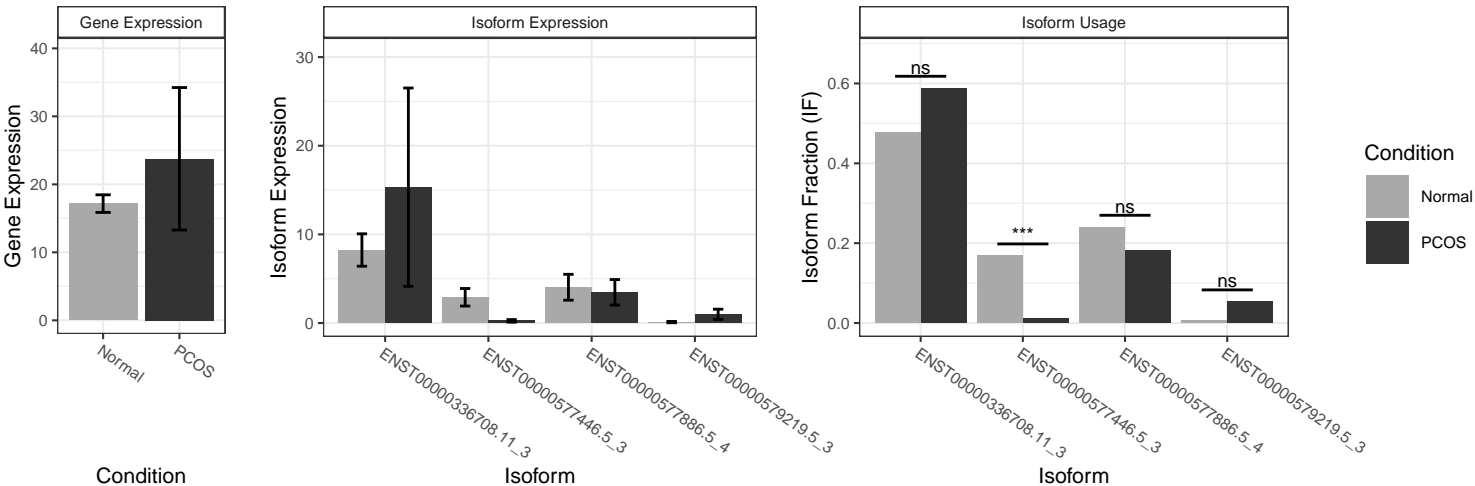 Gene Expression
Isoform Expression
Isoform Usage
Gene Expression
40
30
20
10
0
Normal
PCOS
Condition
Isoform Expression
30
20
10
0
ENST00000336708.11_3
ENST00000577446.5_3
ENST00000577886.5_4
ENST00000579219.5_3
Isoform
Isoform Fraction (IF)
0.6
0.4
0.2
0.0
ns
***
ns
ns
ENST00000336708.11_3
ENST00000577446.5_3
ENST00000577886.5_4
ENST00000579219.5_3
Isoform
Condition
Normal
PCOS